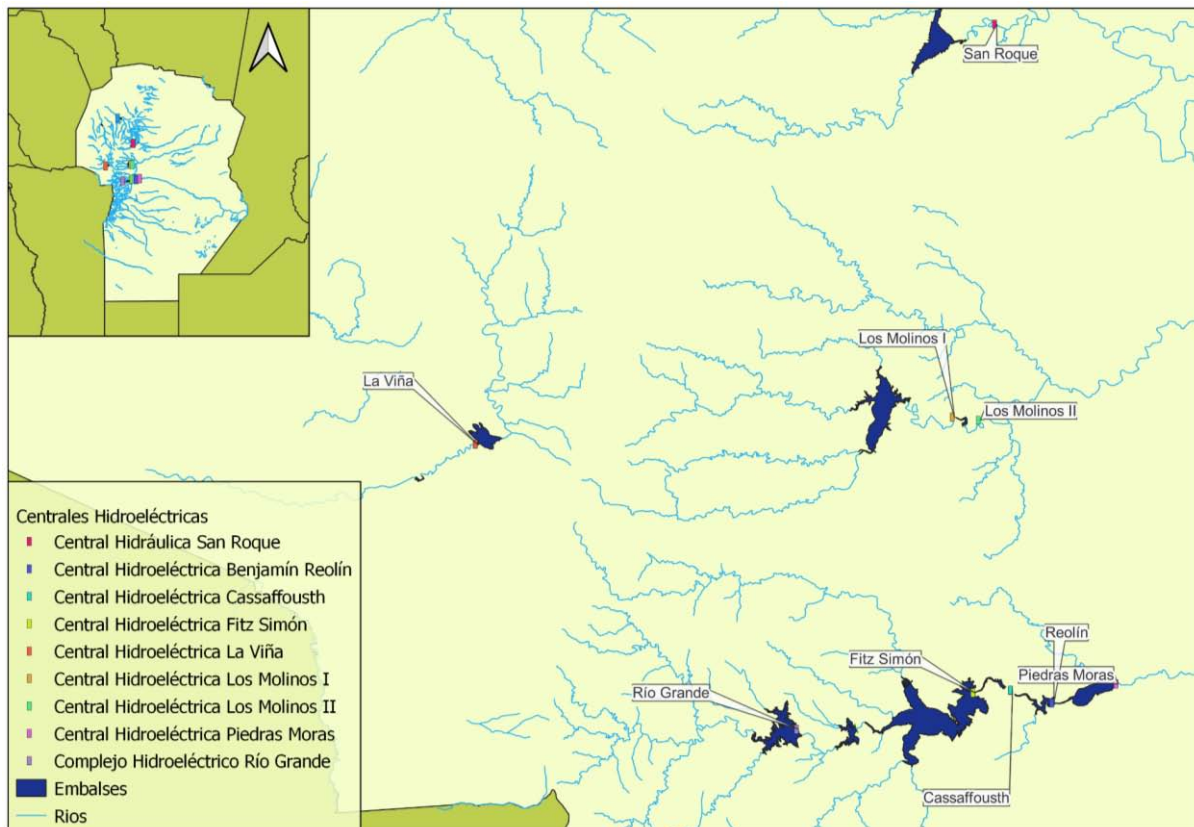 San Roque
Los Molinos I
La Viña
Los Molinos II
Reolín
Fitz Simón
Piedras Moras
Río Grande
Cassaffousth
Centrales Hidroeléctricas
Central Hidráulica San Roque
Central Hidroeléctrica Benjamín Reolín
Central Hidroeléctrica Cassaffousth
Central Hidroeléctrica Fitz Simón
Central Hidroeléctrica La Viña
Central Hidroeléctrica Los Molinos I
Central Hidroeléctrica Los Molinos II
Central Hidroeléctrica Piedras Moras
Complejo Hidroeléctrico Río Grande
Embalses
Rios